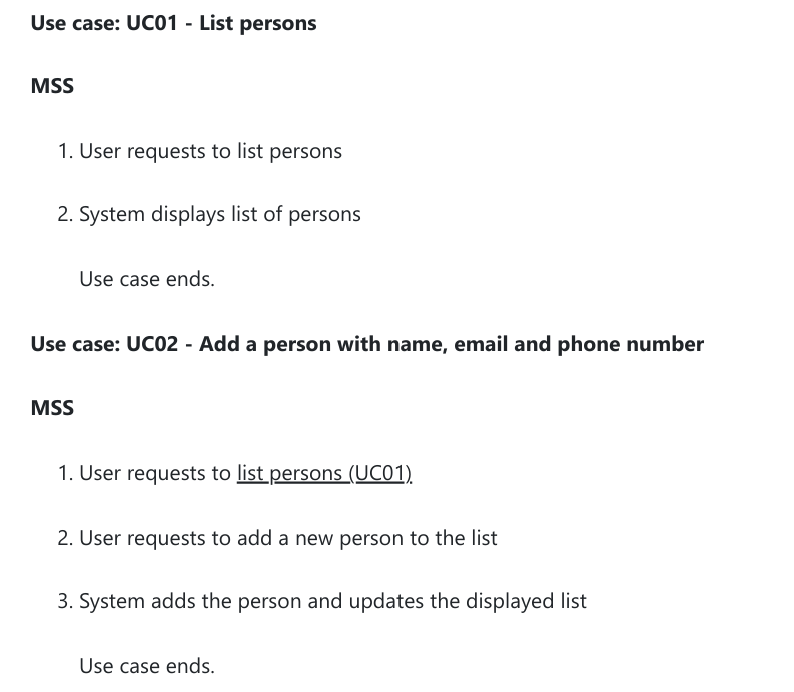 Use case: UC01 - List persons
MSS
1. User requests to list persons
2. System displays list of persons
Use case ends.
Use case: UC02 - Add a person with name, email and phone number
MSS
1. User requests to list persons (UC01)
2. User requests to add a new person to the list
3. System adds the person and updates the displayed list
Use case ends.